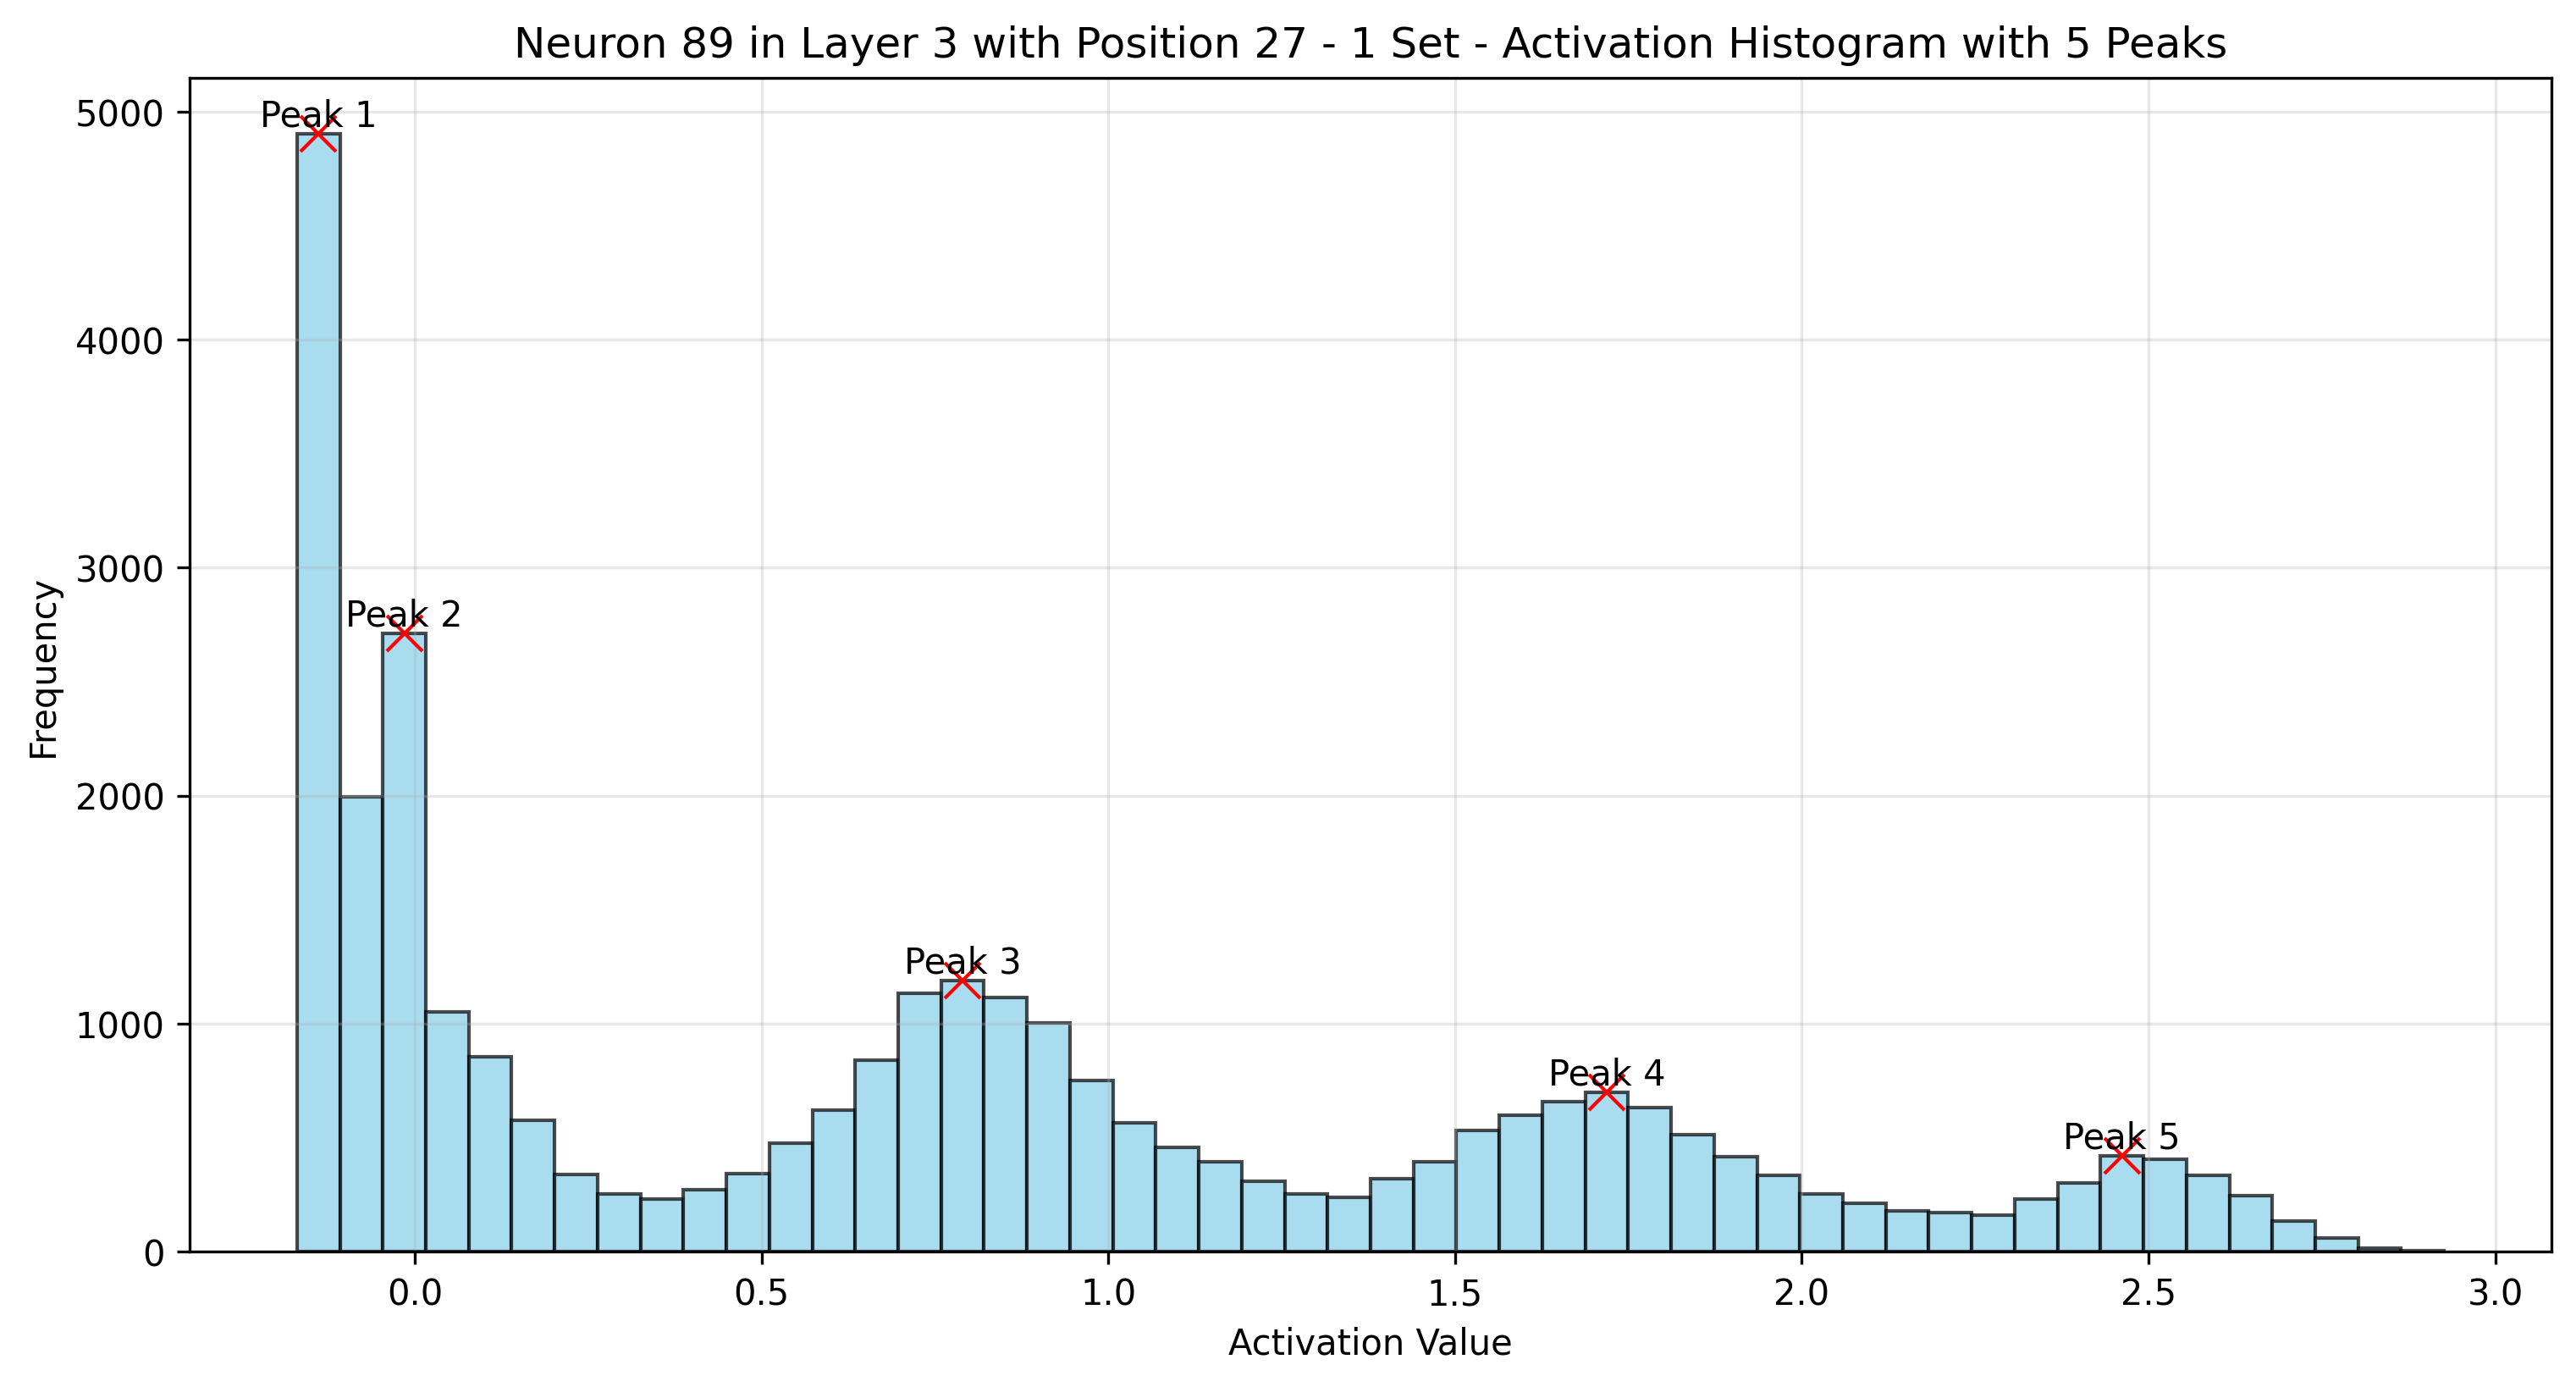 Neuron 89 in Layer 3 with Position 27 - 1 Set - Activation Histogram with 5 Peaks
5000
4000
3000
2000
1000
0
Frequency
Peak 1
Peak 2
Peak 3
Peak 4
Peak 5
0.0 0.5 1.0 1.5 2.0 2.5 3.0
Activation Value